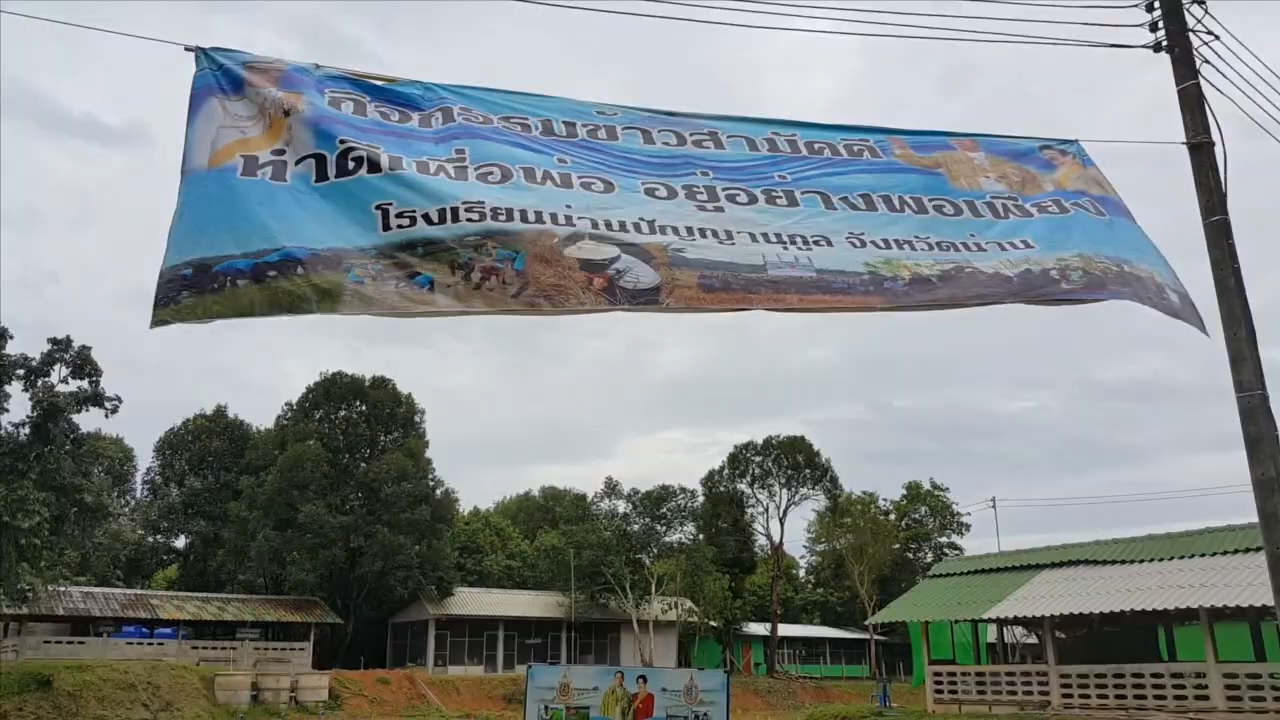 กิจกรรมข้าวสามัคคี
ทำดีเพื่อพ่อ อยู่อย่างพอเพียง
โรงเรียนน่านปัญญานุกูล จังหวัดน่าน